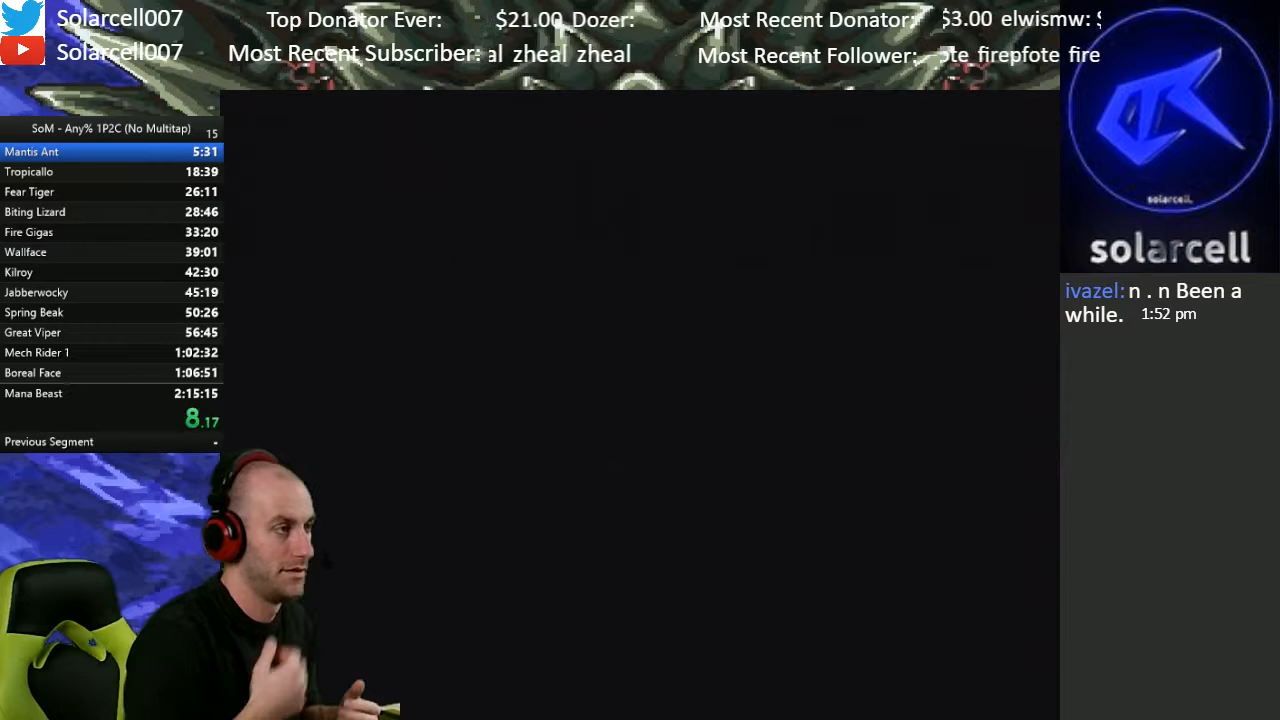 Solarcell007
Top Donator Ever:
$21.00 Dozer:
Most Recent Donator:
$3.00 elwismw:
Solarcell007
Most Recent Subscriber:
al zheal zheal
Most Recent Follower:
ote firepfote fire
SoM - Any% 1P2C (No Multitap) 15
Mantis Ant 5:31
Tropicallo 18:39
Fear Tiger 26:11
Biting Lizard 28:46
Fire Gigas 33:20
Wallface 39:01
Kilroy 42:30
Jabberwocky 45:19
Spring Beak 50:26
Great Viper 56:45
Mech Rider 1 1:02:32
Boreal Face 1:06:51
Mana Beast 2:15:15
8.17
Previous Segment -
solarcell
solarcell
ivazel: n . n Been a
while. 1:52 pm